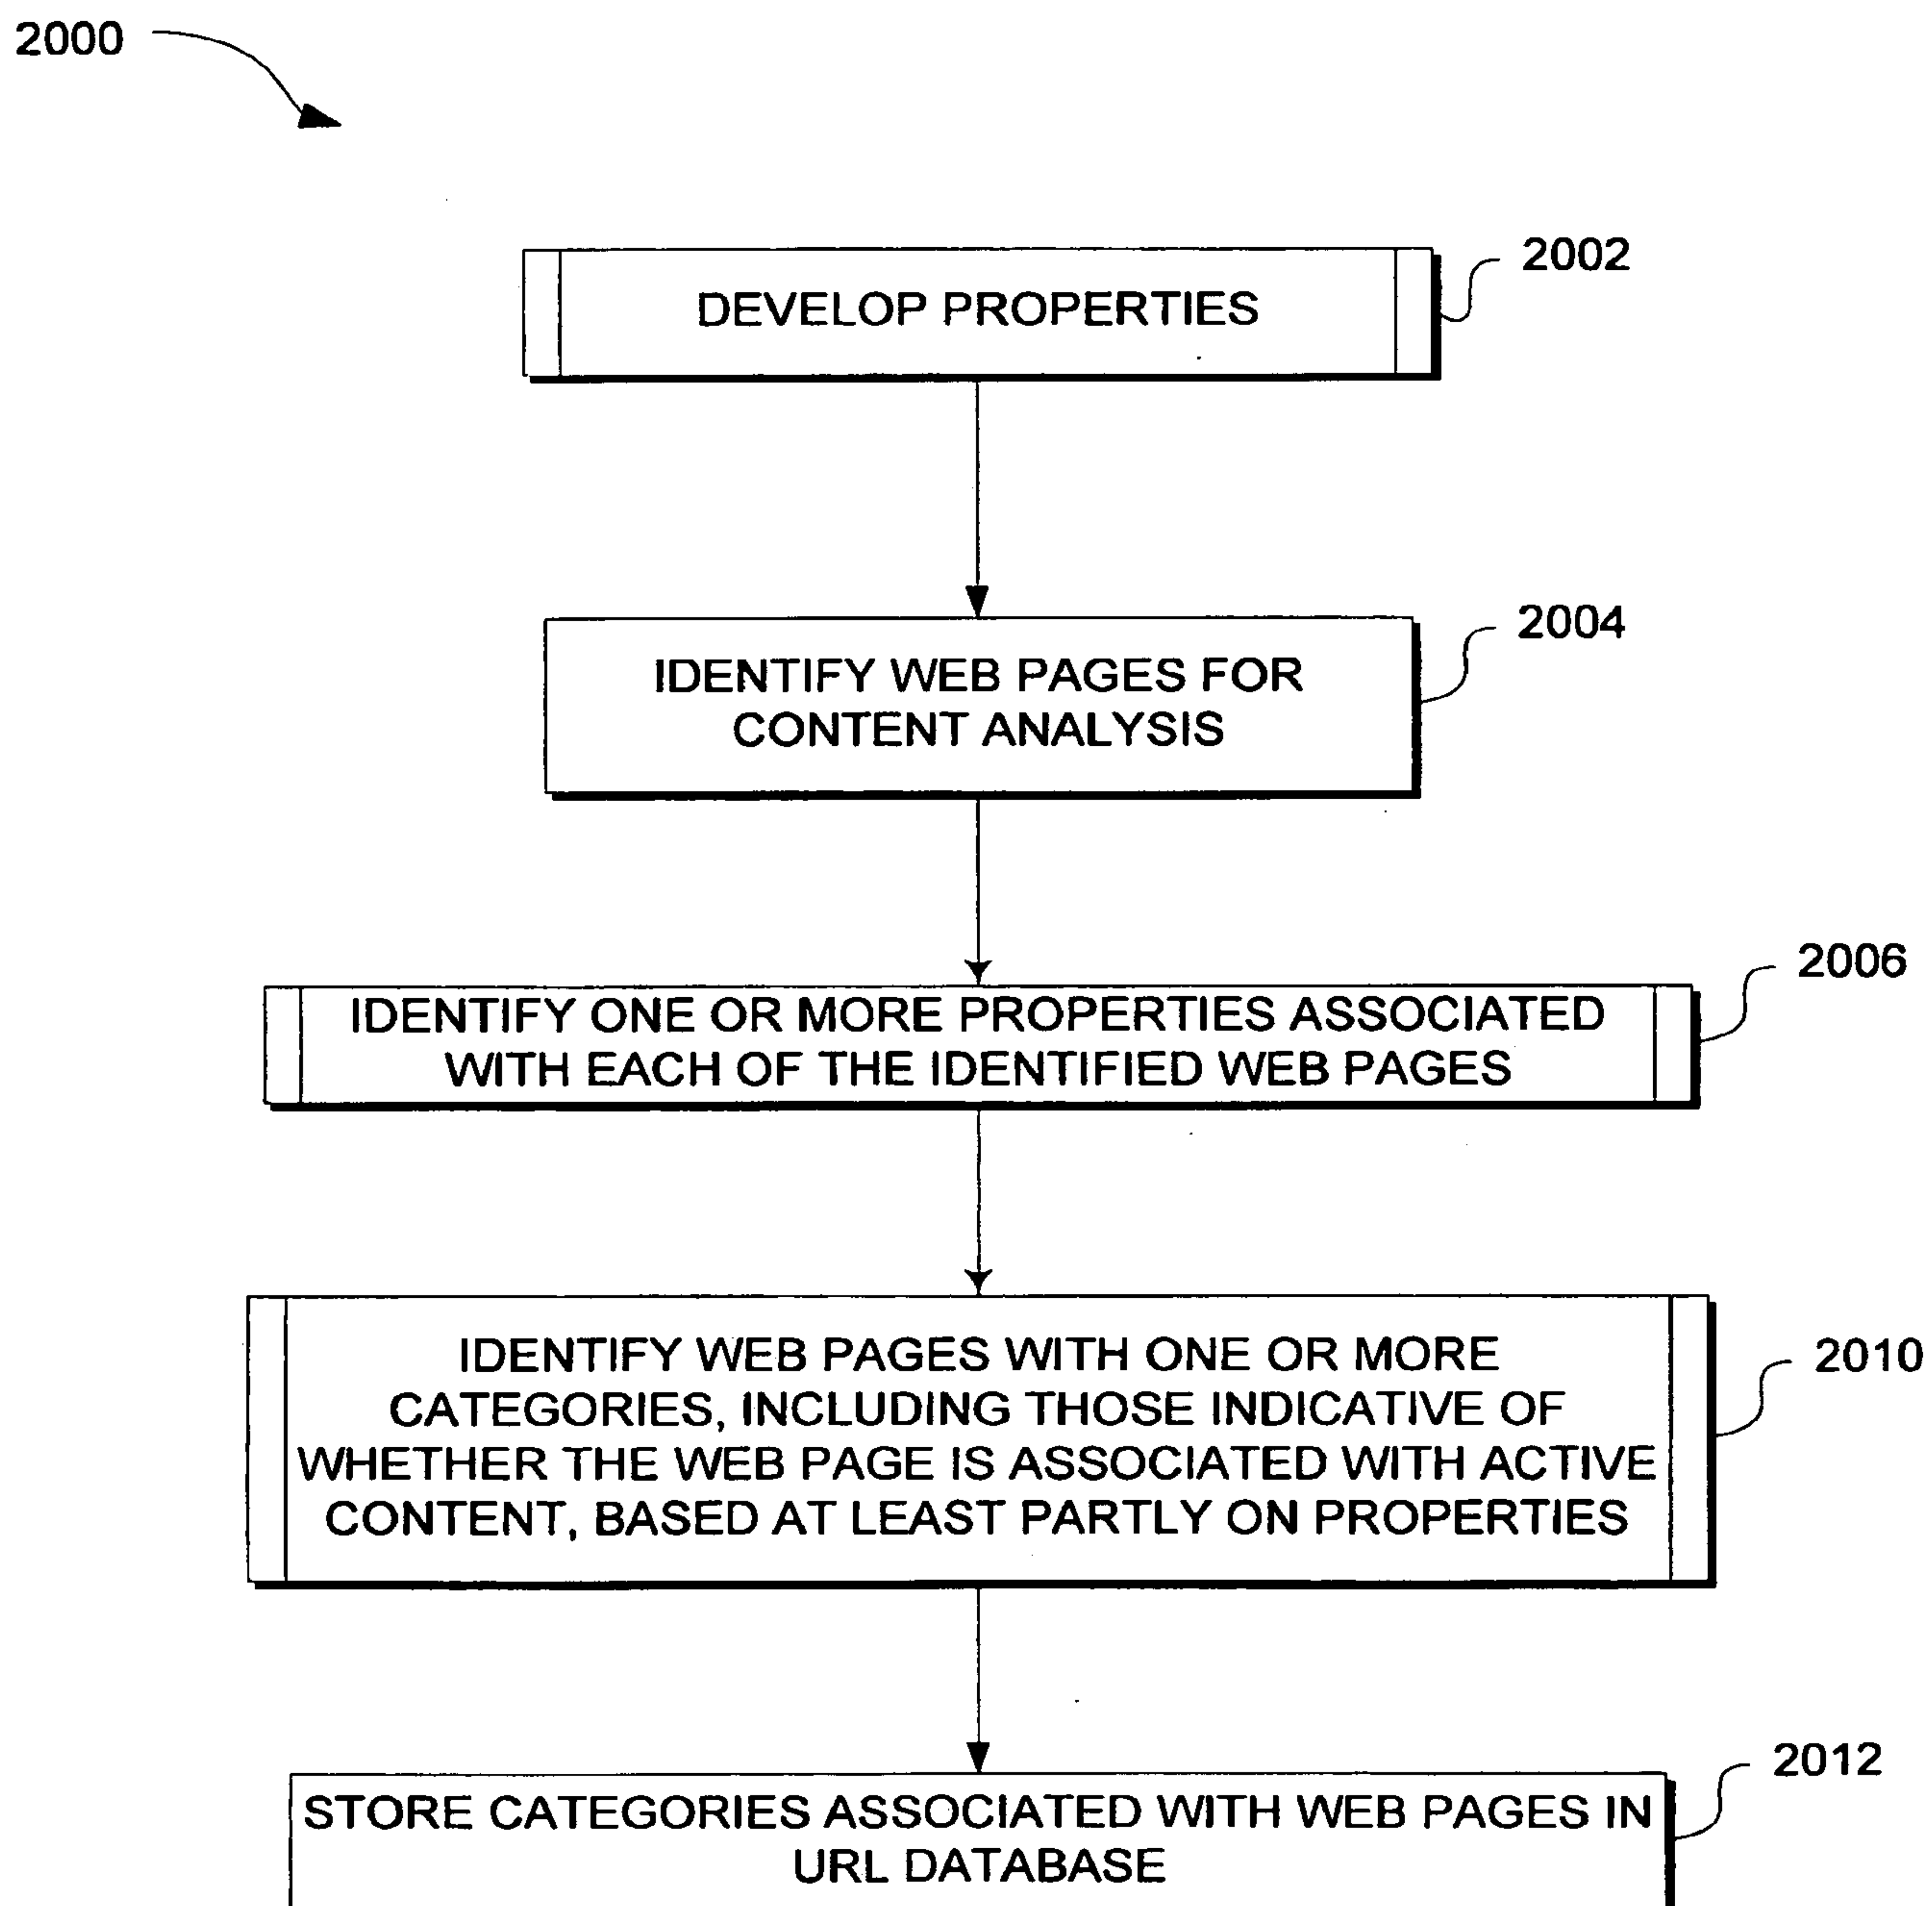 2000
2002
DEVELOP PROPERTIES
2004
IDENTIFY WEB PAGES FOR
CONTENT ANALYSIS
2006
IDENTIFY ONE OR MORE PROPERTIES ASSOCIATED
WITH EACH OF THE IDENTIFIED WEB PAGES
2010
IDENTIFY WEB PAGES WITH ONE OR MORE
CATEGORIES, INCLUDING THOSE INDICATIVE OF
WHETHER THE WEB PAGE IS ASSOCIATED WITH ACTIVE
CONTENT, BASED AT LEAST PARTLY ON PROPERTIES
2012
STORE CATEGORIES ASSOCIATED WITH WEB PAGES IN
URL DATABASE